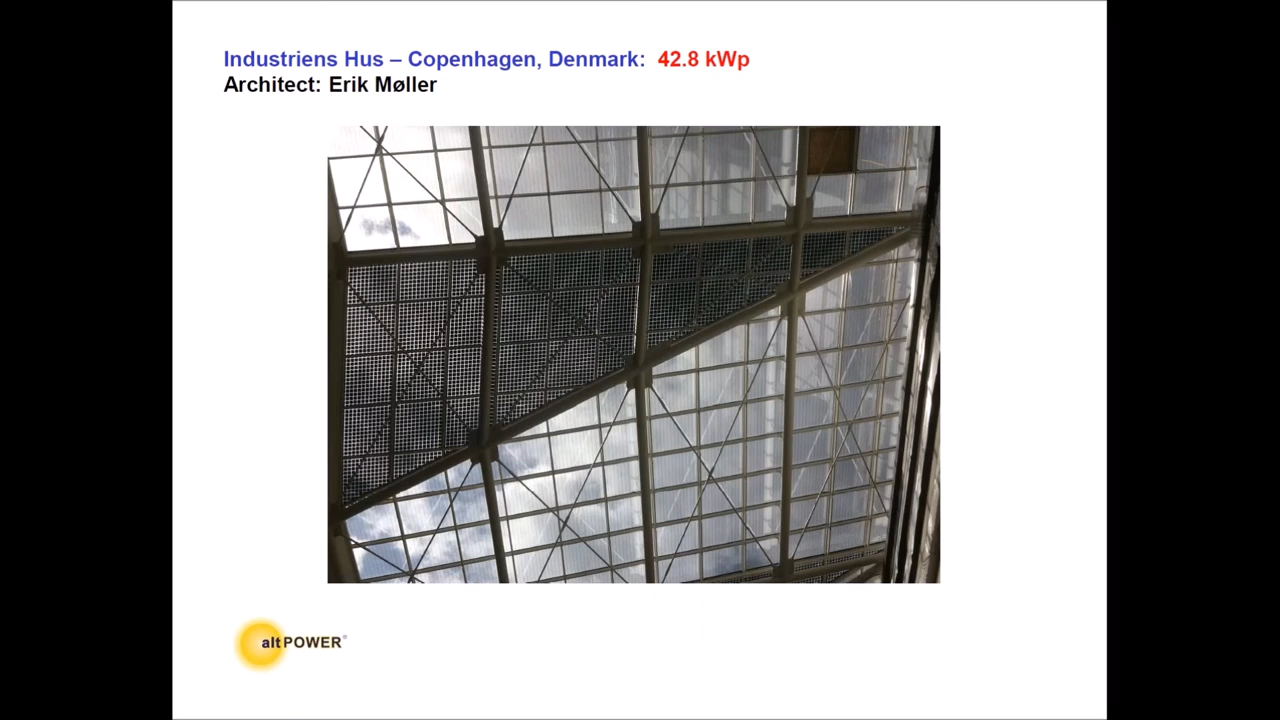 Industriens Hus – Copenhagen, Denmark: 42.8 kWp
Architect: Erik Møller
altPOWER®